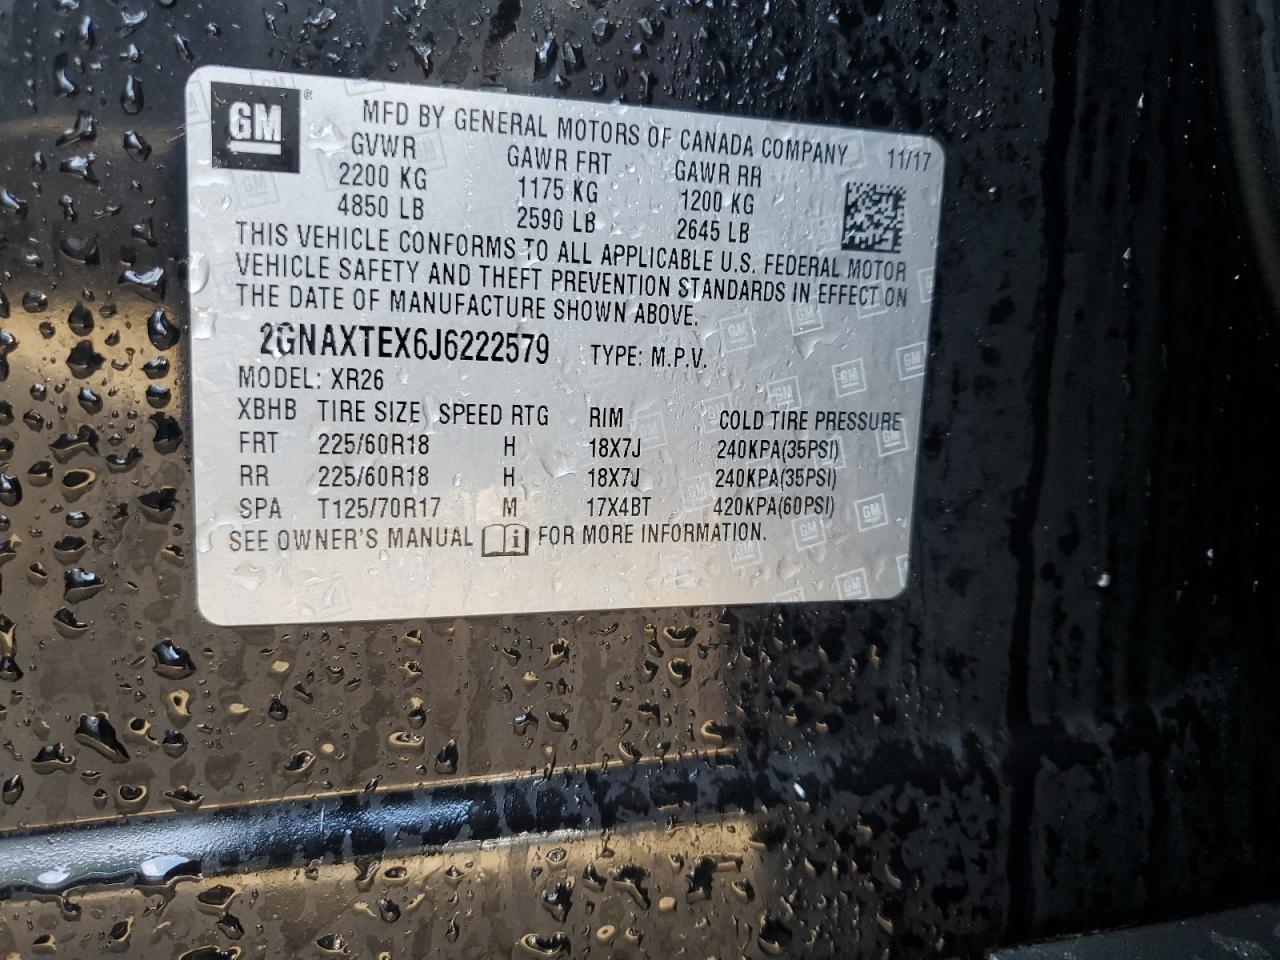 GM ®
MFD BY GENERAL MOTORS OF CANADA COMPANY 11/17
GVWR GAWR FRT GAWR RR
2200 KG 1175 KG 1200 KG
4850 LB 2590 LB 2645 LB
THIS VEHICLE CONFORMS TO ALL APPLICABLE U.S. FEDERAL MOTOR
VEHICLE SAFETY AND THEFT PREVENTION STANDARDS IN EFFECT ON
THE DATE OF MANUFACTURE SHOWN ABOVE.
2GNAXTEX6J6222579 TYPE: M.P.V.
MODEL: XR26
XBHB TIRE SIZE SPEED RTG RIM COLD TIRE PRESSURE
FRT 225/60R18 H 18X7J 240KPA(35PSI)
RR 225/60R18 H 18X7J 240KPA(35PSI)
SPA T125/70R17 M 17X4BT 420KPA(60PSI)
SEE OWNER'S MANUAL i FOR MORE INFORMATION.